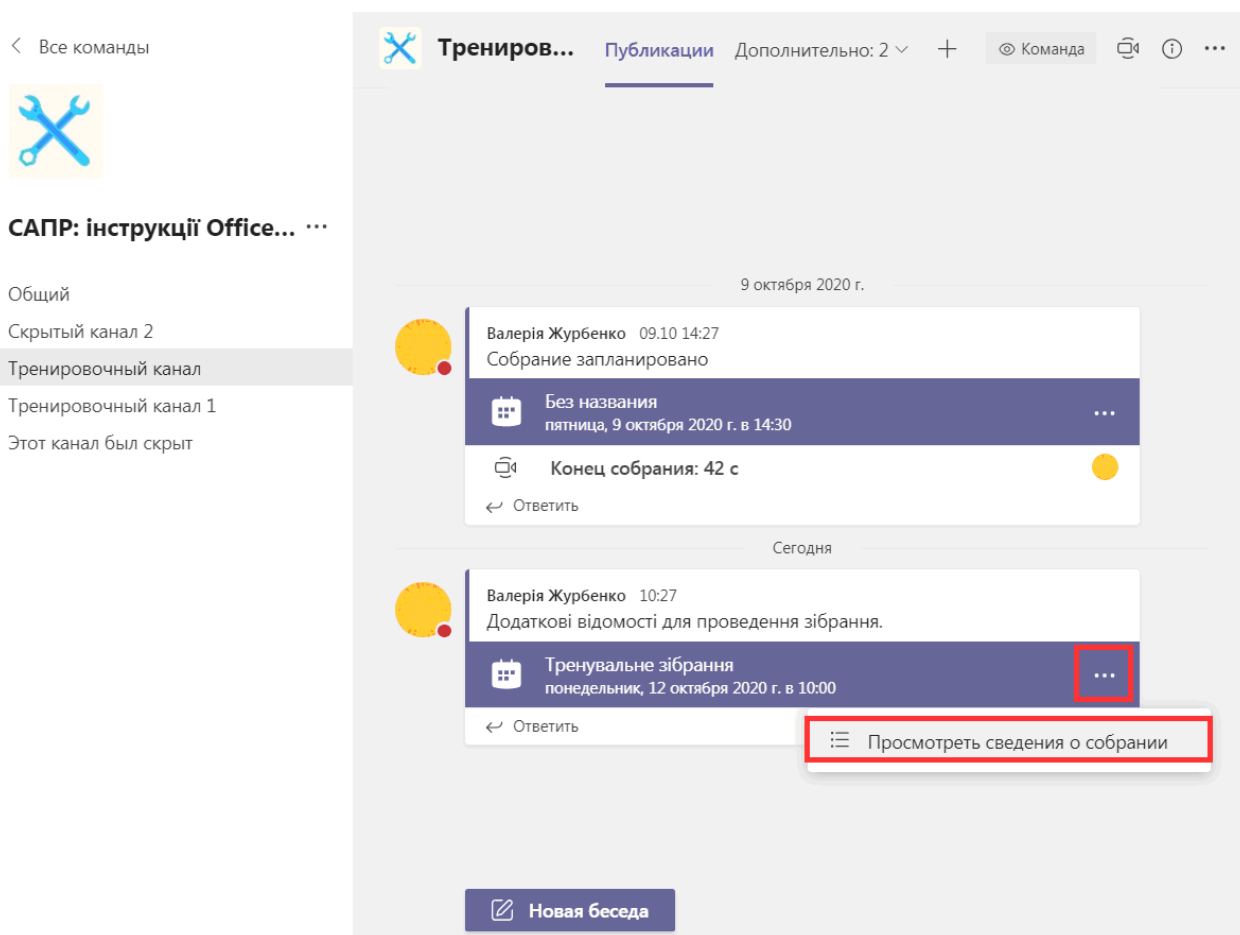 Все команды
САПР: інструкції Office...
Общий
Скрытый канал 2
Тренировочный канал
Тренировочный канал 1
Этот канал был скрыт
Трениров... Публикации Дополнительно: 2 Команда
9 октября 2020 г.
Валерія Журбенко 09.10 14:27
Собрание запланировано
Без названия
пятница, 9 октября 2020 г. в 14:30
Конец собрания: 42 с
Ответить
Сегодня
Валерія Журбенко 10:27
Додаткові відомості для проведення зібрання.
Тренувальне зібрання
понедельник, 12 октября 2020 г. в 10:00
Ответить
Просмотреть сведения о собрании
Новая беседа